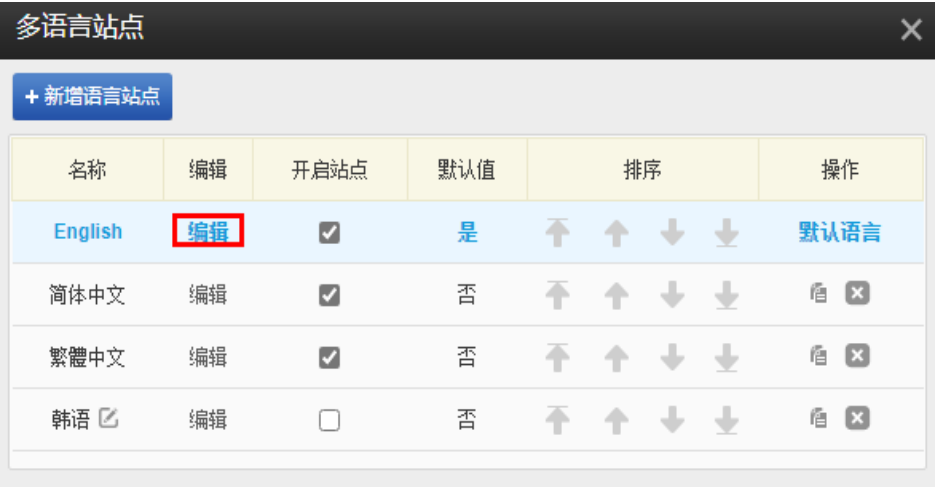 多语言站点
+ 新增语言站点
名称 编辑 开启站点 默认值 排序 操作
English 编辑 是 默认语言
简体中文 编辑 否
繁體中文 编辑 否
韩语 编辑 否